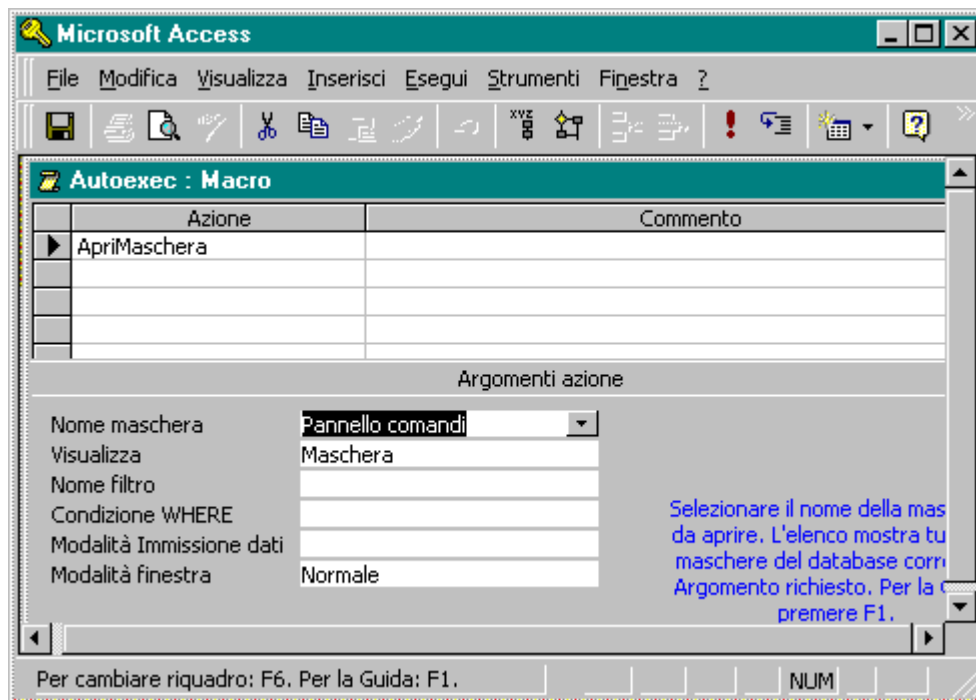 Microsoft Access
File Modifica Visualizza Inserisci Esegui Strumenti Finestra ?
XYZ
Autoexec : Macro
Azione Commento
ApriMaschera
Argomenti azione
Nome maschera Pannello comandi
Visualizza Maschera
Nome filtro
Condizione WHERE
Modalità Immissione dati
Modalità finestra Normale
Selezionare il nome della mas
da aprire. L'elenco mostra tu
maschere del database corr
Argomento richiesto. Per la
premere F1.
Per cambiare riquadro: F6. Per la Guida: F1. NUM